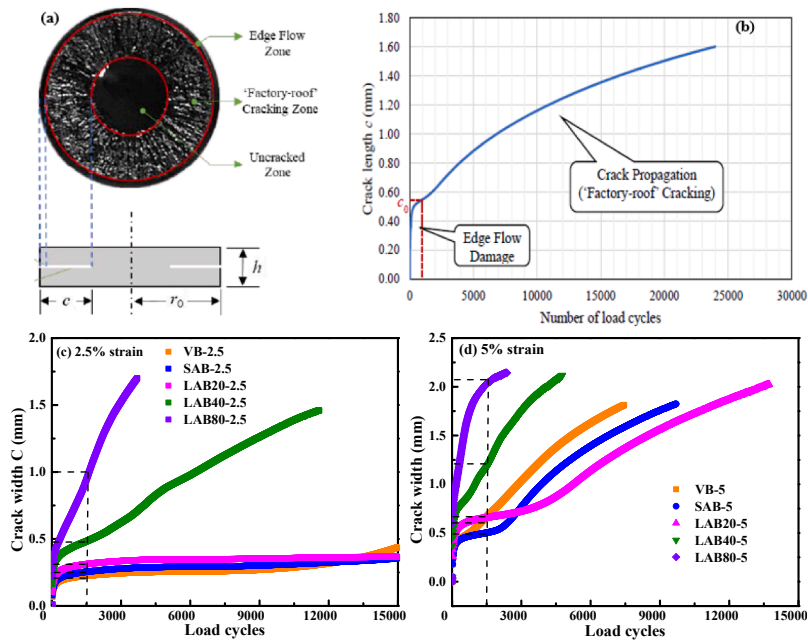 (a)
Edge Flow
Zone
'Factory-roof'
Cracking Zone
Uncracked
Zone
h
c
r0
(b)
Crack length c (mm)
1.80
1.60
1.40
1.20
1.00
0.80
0.60
0.40
0.20
0.00
c0
Crack Propagation
('Factory-roof' Cracking)
Edge Flow
Damage
0
5000
10000
15000
20000
25000
30000
Number of load cycles
(c) 2.5% strain
VB-2.5
SAB-2.5
LAB20-2.5
LAB40-2.5
LAB80-2.5
Crack width C (mm)
2.0
1.5
1.0
0.5
0.0
3000
6000
9000
12000
15000
Load cycles
(d) 5% strain
VB-5
SAB-5
LAB20-5
LAB40-5
LAB80-5
Crack width (mm)
2.5
2.0
1.5
1.0
0.5
0.0
0
3000
6000
9000
12000
15000
Load cycles